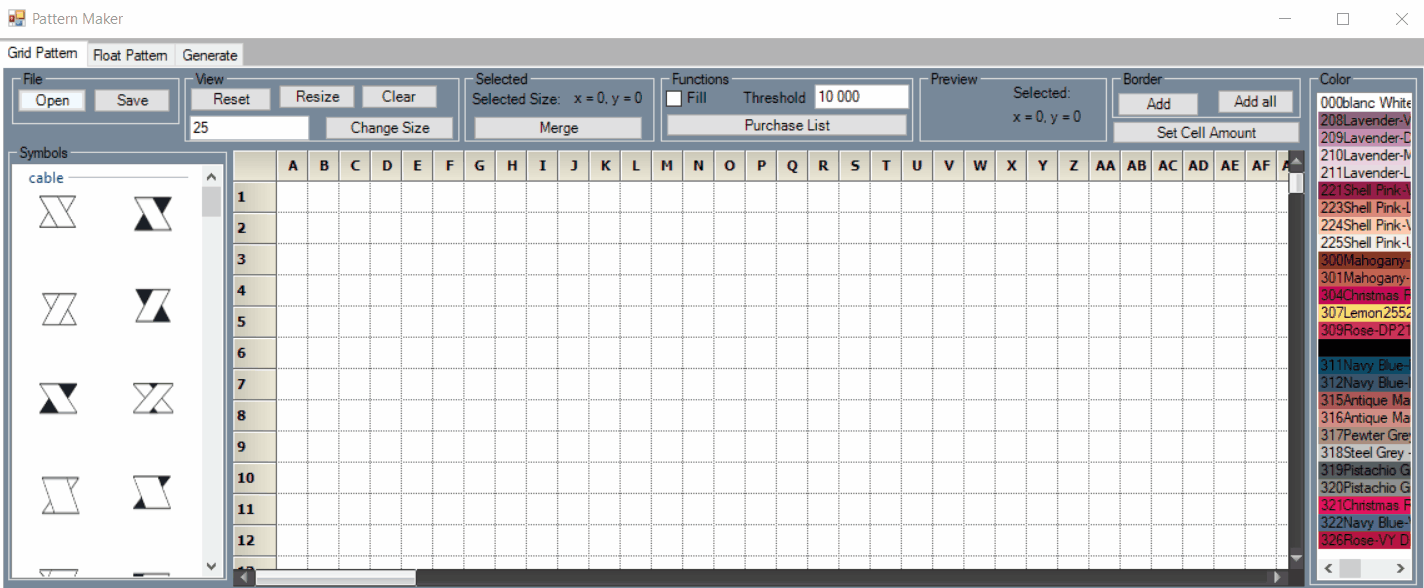 Pattern Maker
Grid Pattern Float Pattern Generate
File View Selected Functions Preview Border Color
Open Save Reset Resize Clear Selected Size: x = 0, y = 0 Fill Threshold 10 000 Selected: x = 0, y = 0 Add Add all
25 Change Size Merge Purchase List Set Cell Amount
Symbols
cable
A B C D E F G H I J K L M N O P Q R S T U V W X Y Z AA AB AC AD AE AF
1
2
3
4
5
6
7
8
9
10
11
12
13
000blanc White
208Lavender-V
209Lavender-D
210Lavender-M
211Lavender-L
221Shell Pink-V
223Shell Pink-L
224Shell Pink-V
225Shell Pink-U
300Mahogany-
301Mahogany-
304Christmas R
307Lemon2552
309Rose-DP21
311Navy Blue-
312Navy Blue-
315Antique Ma
316Antique Ma
317Pewter Grey
318Steel Grey -
319Pistachio G
320Pistachio G
321Christmas R
322Navy Blue-
326Rose-VY D